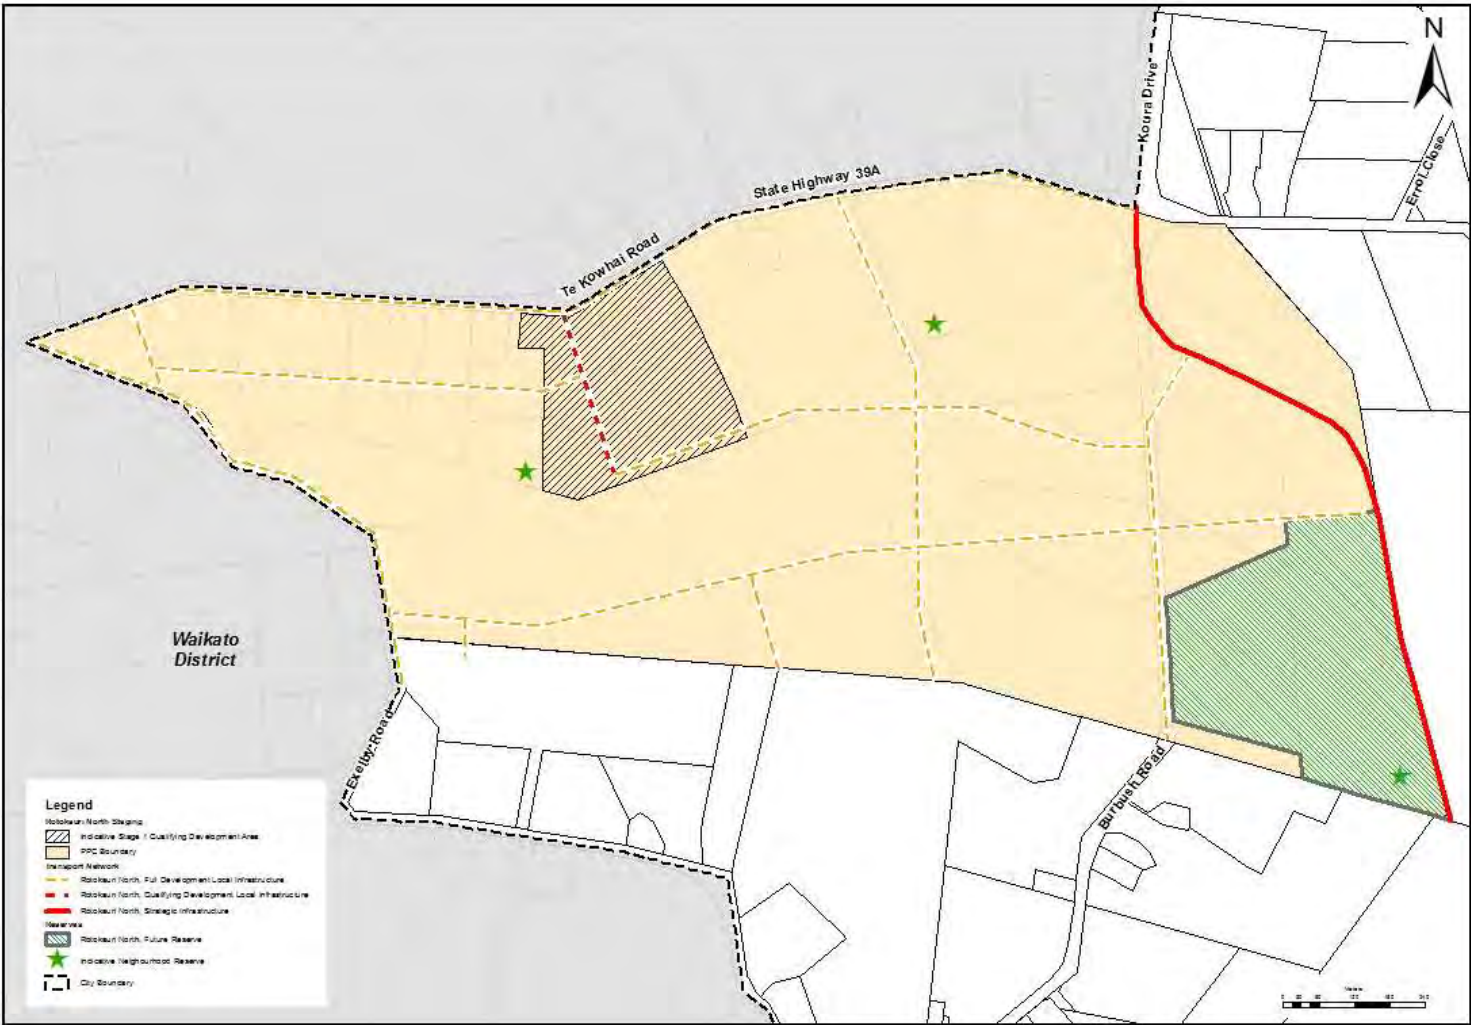 N
Koura Drive
Errol Close
State Highway 39A
Te Kowhai Road
Waikato
District
Exelby Road
Burbush Road
Legend
Rotokauri North Staging
Indicative Stage 1 Qualifying Development Area
PPC Boundary
Transport Network
Rotokauri North, Full Development Local Infrastructure
Rotokauri North, Qualifying Development Local Infrastructure
Rotokauri North, Strategic Infrastructure
Reserves
Rotokauri North, Future Reserve
Indicative Neighbourhood Reserve
City Boundary